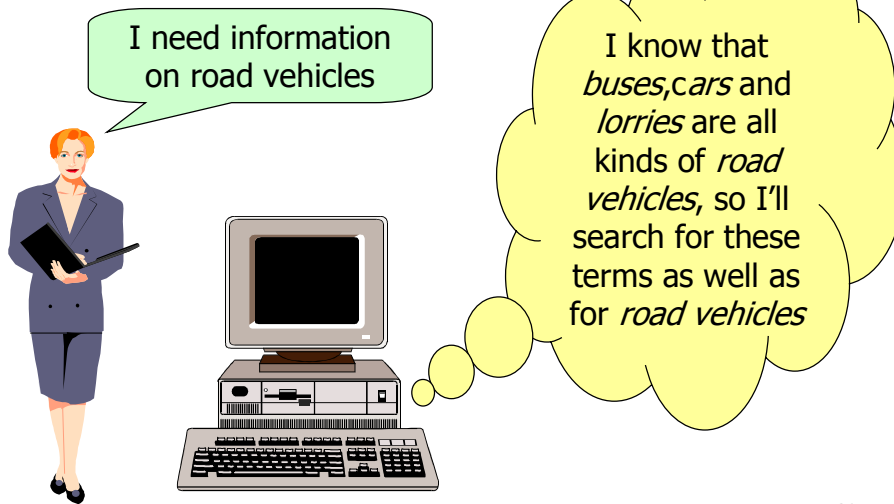 I need information
on road vehicles
I know that
buses,cars and
lorries are all
kinds of road
vehicles, so I’ll
search for these
terms as well as
for road vehicles